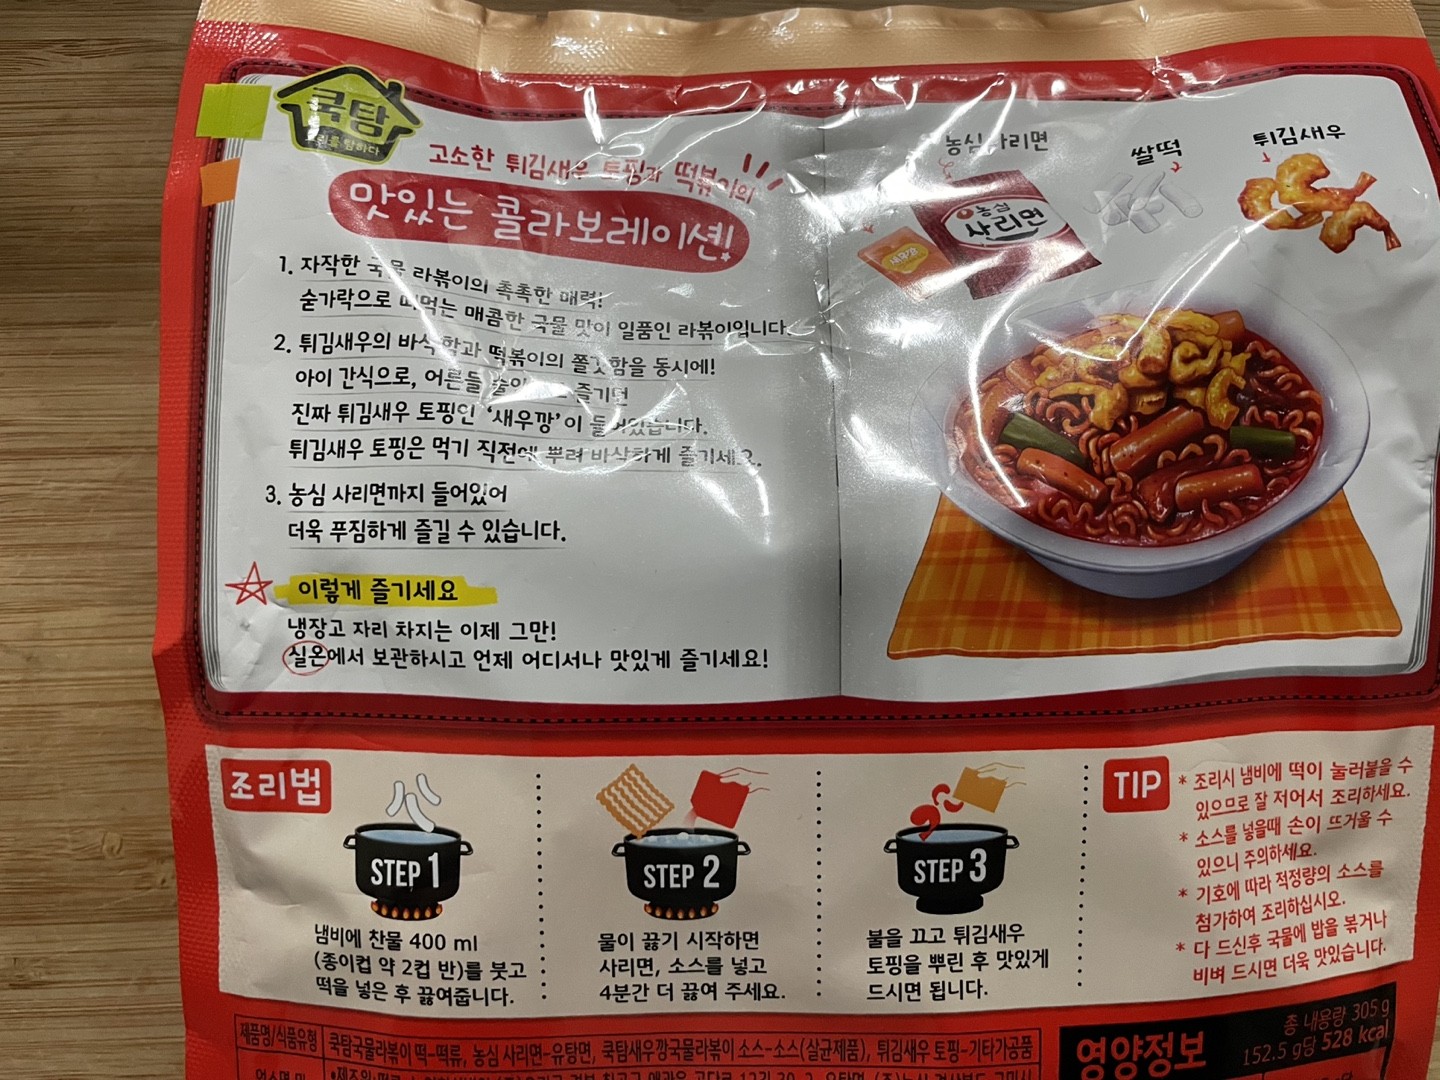 쿡탐
고소한 튀김새우 토핑과 떡볶이의
맛있는 콜라보레이션!
1. 자작한 국물 라볶이의 촉촉한 매력!
숟가락으로 떠먹는 매콤한 국물 맛이 일품인 라볶이입니다.
2. 튀김새우의 바삭함과 떡볶이의 쫄깃함을 동시에!
아이 간식으로, 어른들 즐기던
진짜 튀김새우 토핑인 '새우깡'이 들어있습니다.
튀김새우 토핑은 먹기 직전에 뿌려 바삭하게 즐기세요.
3. 농심 사리면까지 들어있어
더욱 푸짐하게 즐길 수 있습니다.
이렇게 즐기세요
냉장고 자리 차지는 이제 그만!
실온에서 보관하시고 언제 어디서나 맛있게 즐기세요!
농심 사리면
쌀떡
튀김새우
농심
사리면
새우깡
조리법
STEP 1
냄비에 찬물 400 ml
(종이컵 약 2컵 반)를 붓고
떡을 넣은 후 끓여줍니다.
STEP 2
물이 끓기 시작하면
사리면, 소스를 넣고
4분간 더 끓여 주세요.
STEP 3
불을 끄고 튀김새우
토핑을 뿌린 후 맛있게
드시면 됩니다.
TIP
* 조리시 냄비에 떡이 눌러붙을 수
있으므로 잘 저어서 조리하세요.
* 소스를 넣을때 손이 뜨거울 수
있으니 주의하세요.
* 기호에 따라 적정량의 소스를
첨가하여 조리하십시오.
* 다 드신후 국물에 밥을 볶거나
비벼 드시면 더욱 맛있습니다.
제품명/식품유형
쿡탐국물라볶이 떡-떡류, 농심 사리면-유탕면, 쿡탐새우깡국물라볶이 소스-소스(살균제품), 튀김새우 토핑-기타가공품
영양정보
총 내용량 305 g
152.5 g당 528 kcal